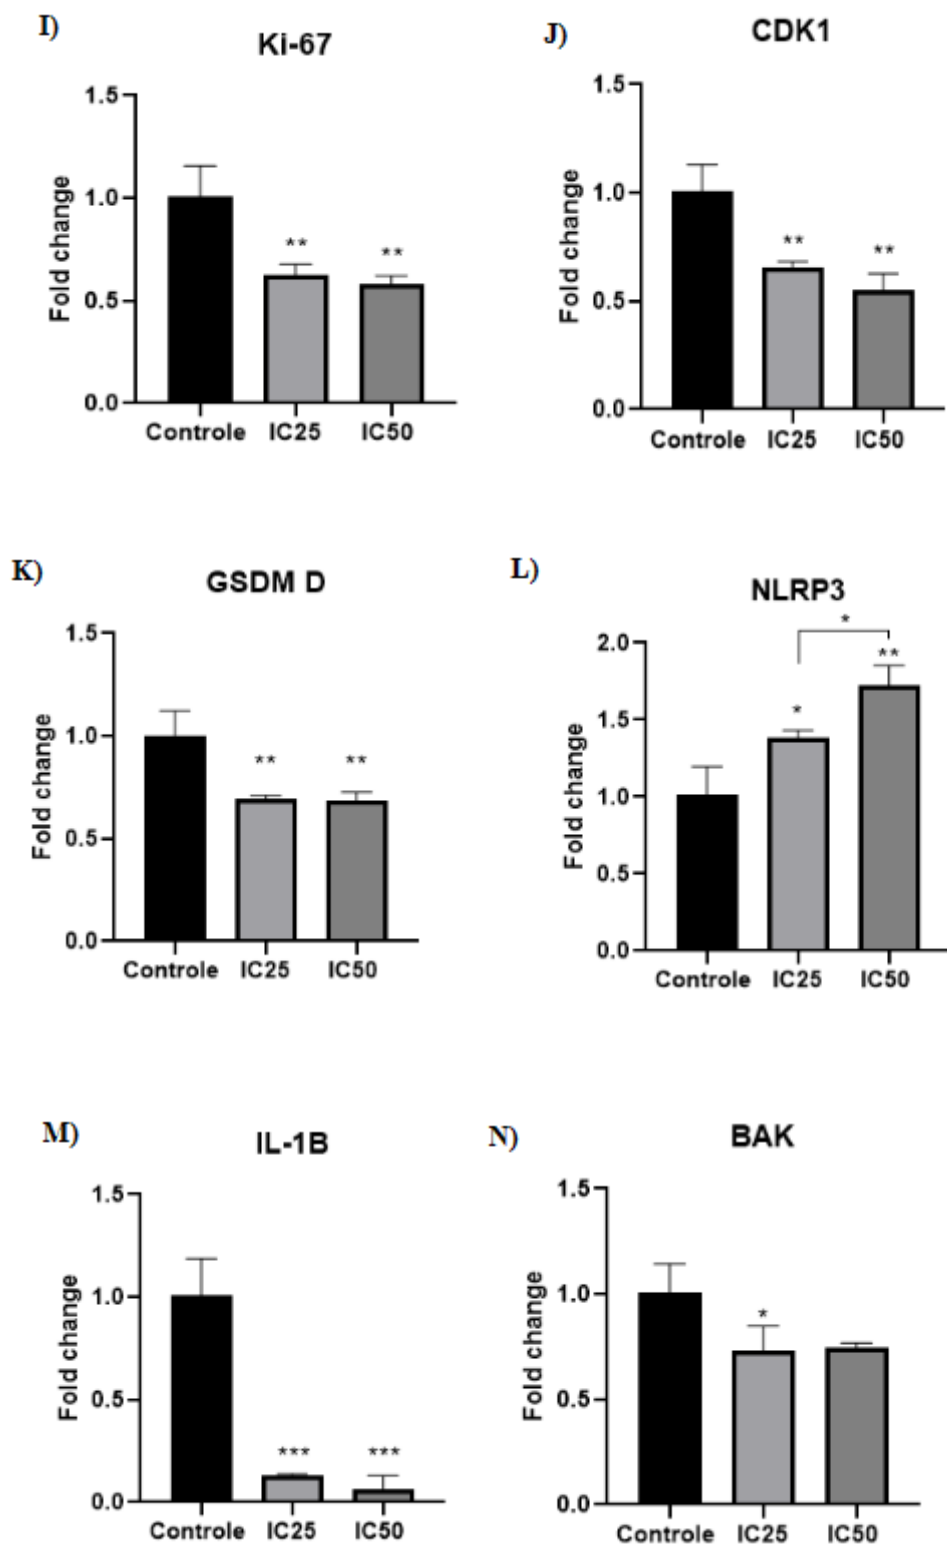 I)
Ki-67
Fold change
1.5
1.0
0.5
0.0
**
**
Controle IC25 IC50
J)
CDK1
Fold change
1.5
1.0
0.5
0.0
**
**
Controle IC25 IC50
K)
GSDM D
Fold change
1.5
1.0
0.5
0.0
** **
Controle IC25 IC50
L)
NLRP3
Fold change
2.0
1.5
1.0
0.5
0.0
*
**
*
Controle IC25 IC50
M)
IL-1B
Fold change
1.5
1.0
0.5
0.0
*** ***
Controle IC25 IC50
N)
BAK
Fold change
1.5
1.0
0.5
0.0
*
Controle IC25 IC50